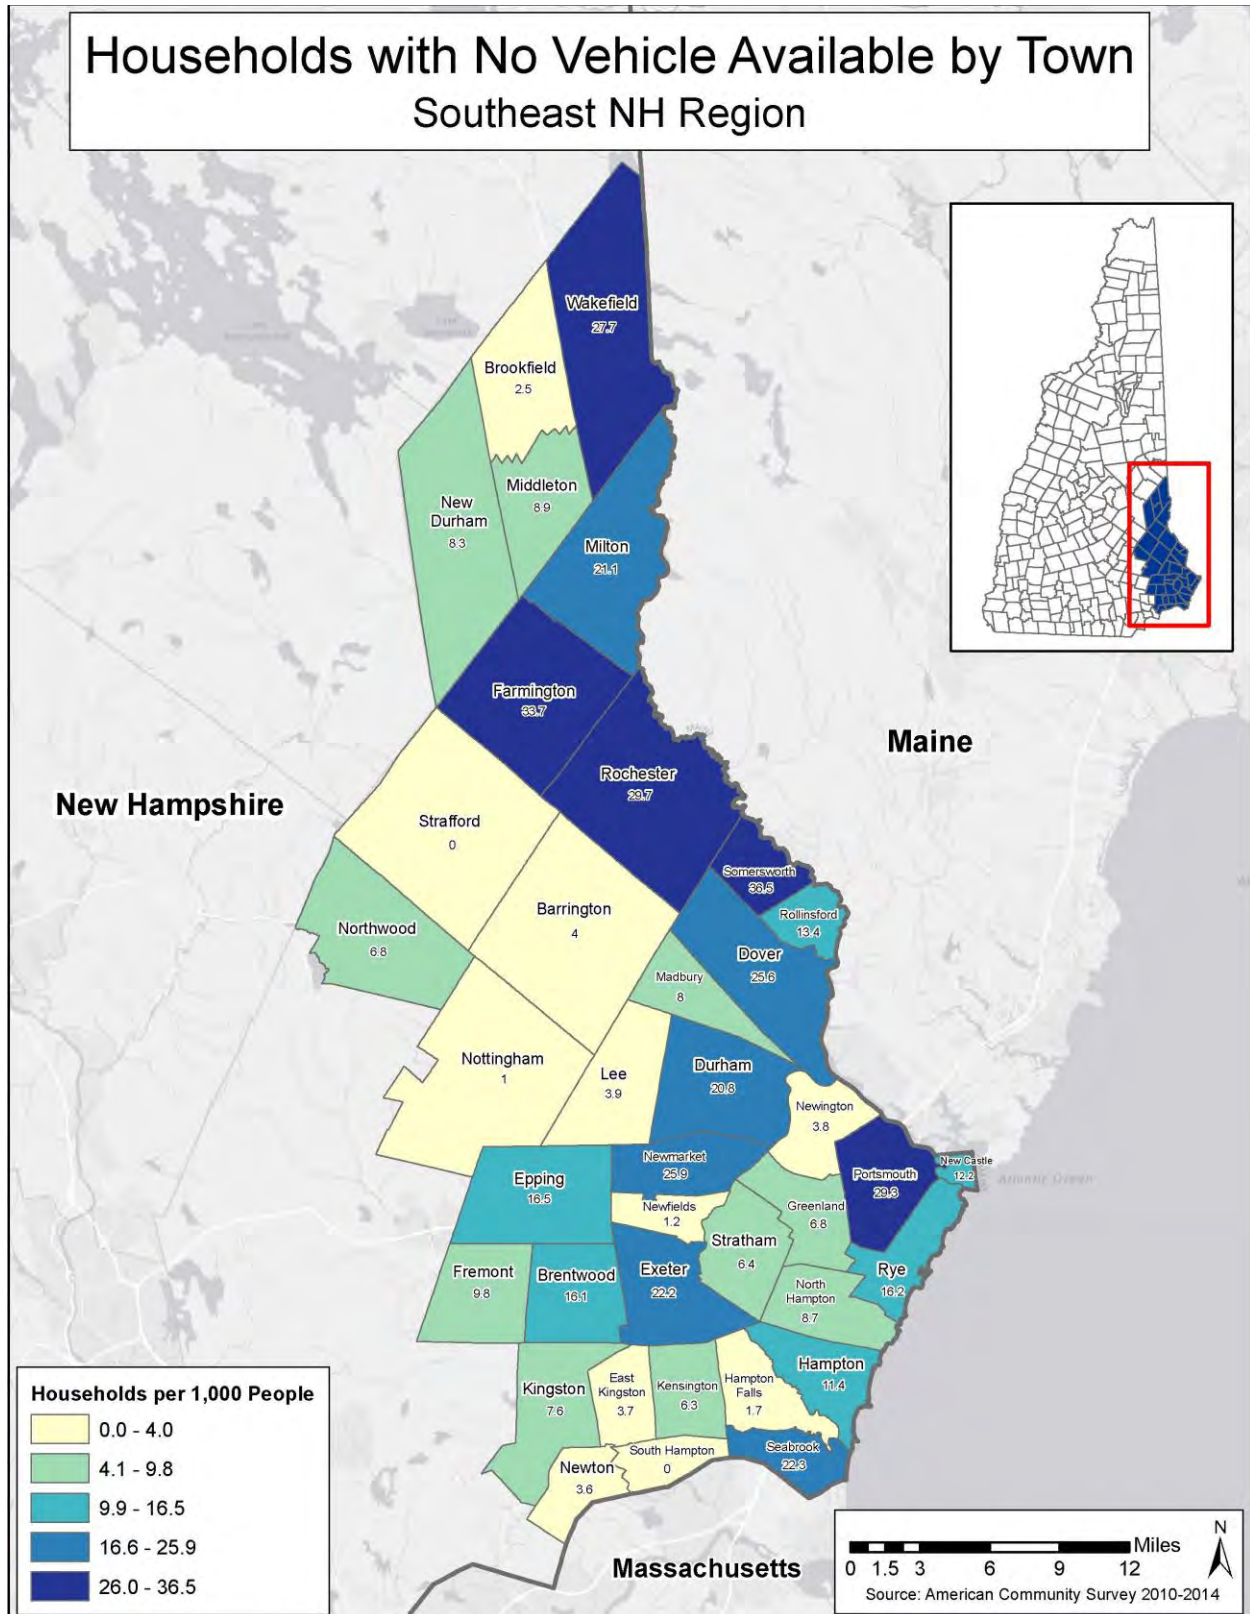 Households with No Vehicle Available by Town
Southeast NH Region
Wakefield
27.7
Brookfield
2.5
Middleton
8.9
New
Durham
8.3
Milton
21.1
Farmington
33.7
Rochester
29.7
Maine
New Hampshire
Strafford
0
Somersworth
36.5
Barrington
4
Rollinsford
13.4
Northwood
6.8
Dover
25.6
Madbury
8
Nottingham
1
Lee
3.9
Durham
20.8
Newington
3.8
Newmarket
25.9
New Castle
12.2
Portsmouth
29.3
Atlantic Ocean
Epping
16.5
Newfields
1.2
Greenland
6.8
Stratham
6.4
Fremont
9.8
Brentwood
16.1
Exeter
22.2
Rye
16.2
North
Hampton
8.7
Hampton
11.4
Kingston
7.6
East
Kingston
3.7
Kensington
6.3
Hampton
Falls
1.7
South Hampton
0
Seabrook
22.3
Newton
3.6
Massachusetts
Households per 1,000 People
0.0 - 4.0
4.1 - 9.8
9.9 - 16.5
16.6 - 25.9
26.0 - 36.5
N
Miles
0 1.5 3 6 9 12
Source: American Community Survey 2010-2014